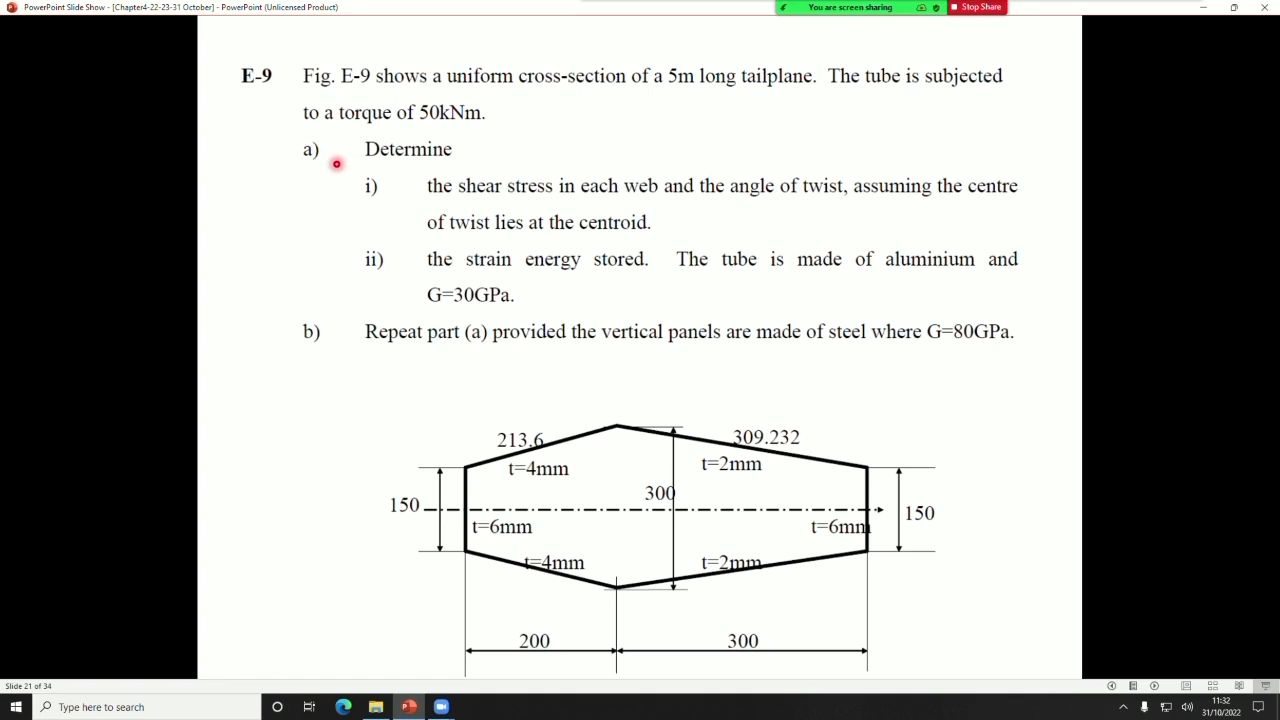 PowerPoint Slide Show - [Chapter4-22-23-31 October] - PowerPoint (Unlicensed Product)
You are screen sharing
Stop Share
E-9 Fig. E-9 shows a uniform cross-section of a 5m long tailplane. The tube is subjected
to a torque of 50kNm.
a) Determine
i) the shear stress in each web and the angle of twist, assuming the centre
of twist lies at the centroid.
ii) the strain energy stored. The tube is made of aluminium and
G=30GPa.
b) Repeat part (a) provided the vertical panels are made of steel where G=80GPa.
213.6
309.232
t=4mm
t=2mm
300
150
150
t=6mm
t=6mm
t=4mm
t=2mm
200
300
Slide 21 of 34
Type here to search
11:32
31/10/2022